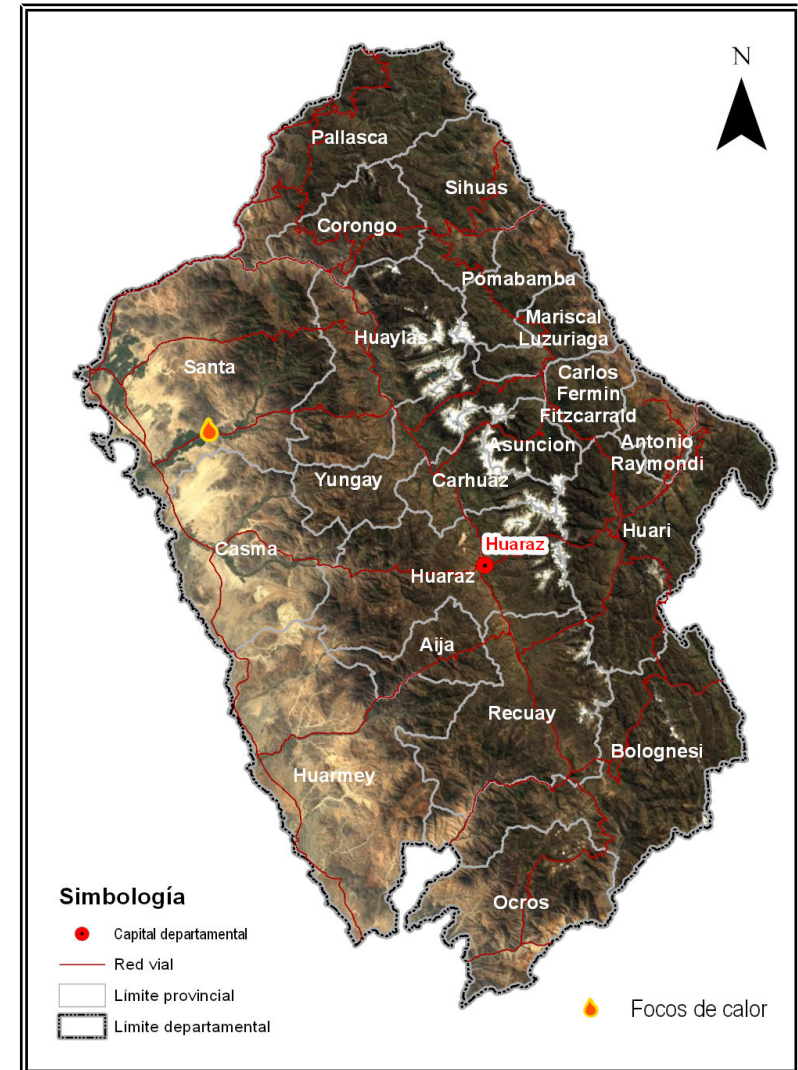 N
Pallasca
Sihuas
Corongo
Pomabamba
Mariscal
Luzuriaga
Huaylas
Santa
Carlos
Fermin
Fitzcarrald
Asuncion
Antonio
Raymondi
Yungay
Carhuaz
Huari
Casma
Huaraz
Huaraz
Aija
Recuay
Bolognesi
Huarmey
Ocros
Simbología
Capital departamental
Red vial
Límite provincial
Límite departamental
Focos de calor